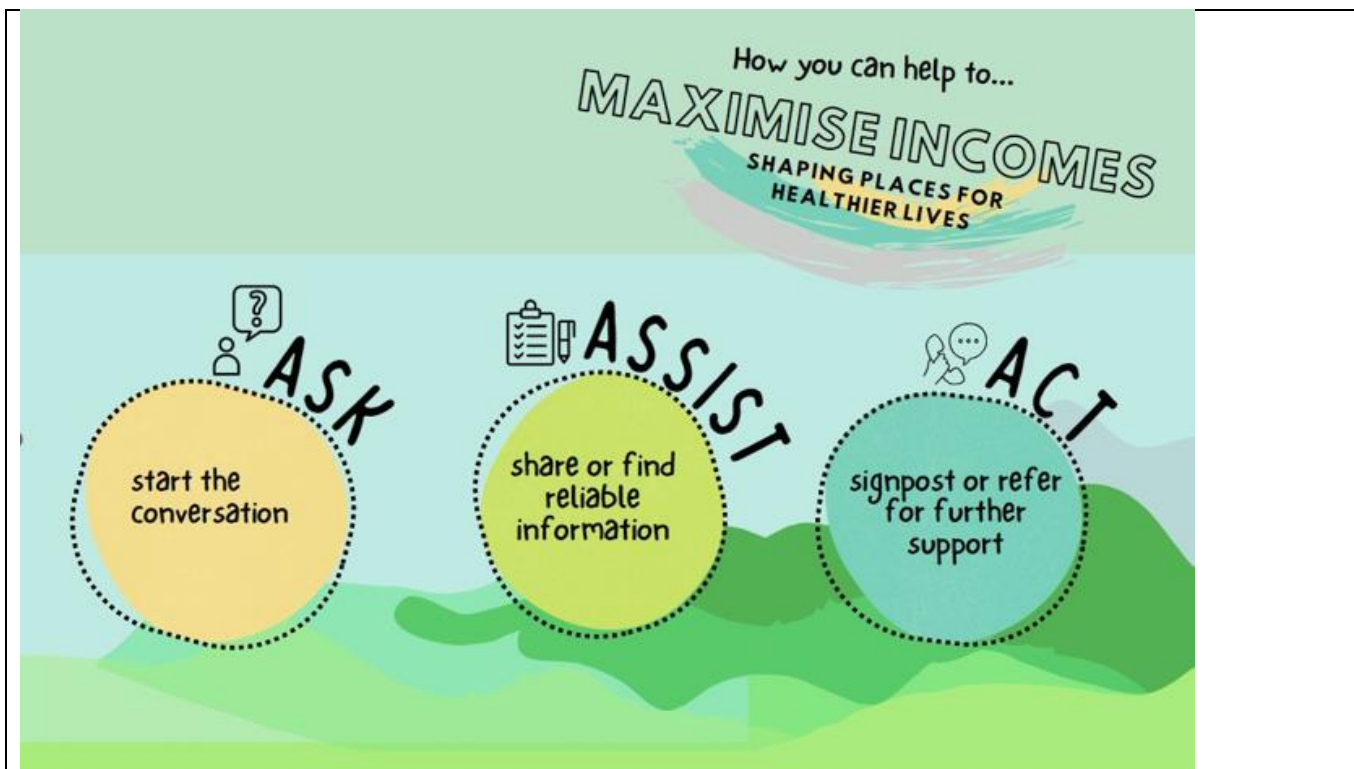 How you can help to...
MAXIMISE INCOMES
SHAPING PLACES FOR
HEALTHIER LIVES
ASK
start the
conversation
ASSIST
share or find
reliable
information
ACT
signpost or refer
for further
support